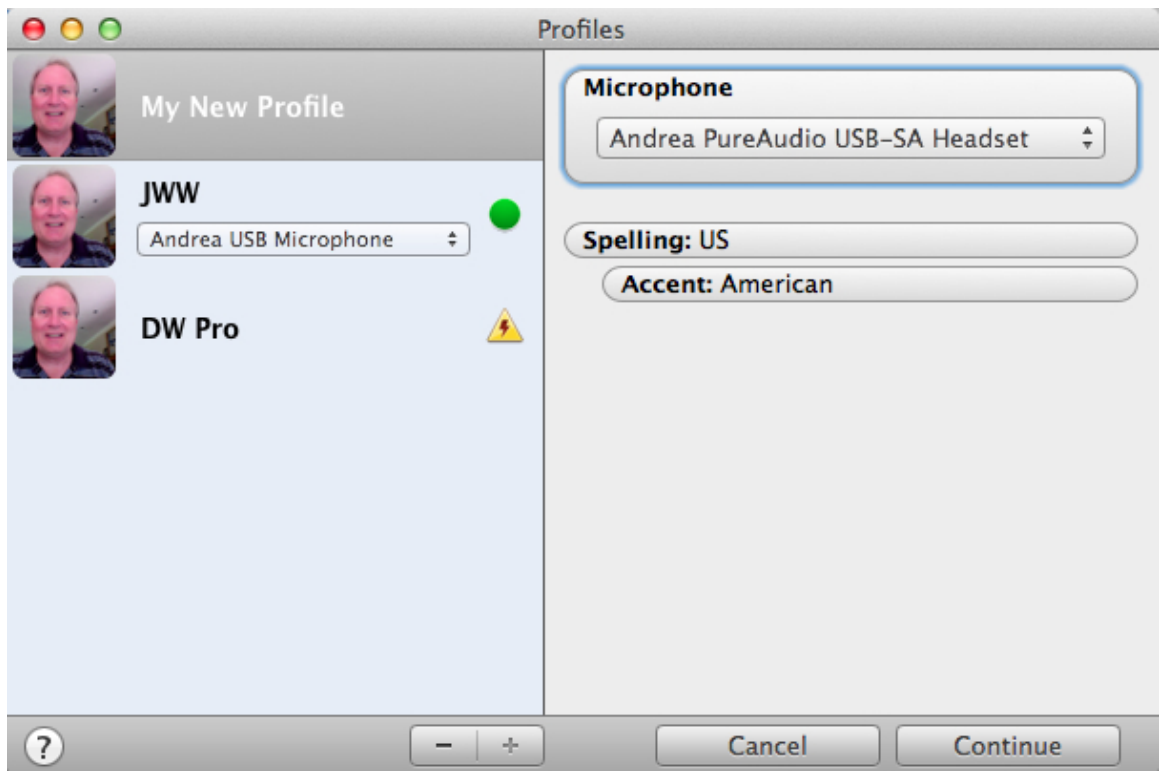 Profiles
My New Profile
JWW
Andrea USB Microphone
DW Pro
Microphone
Andrea PureAudio USB-SA Headset
Spelling: US
Accent: American
?
- +
Cancel
Continue